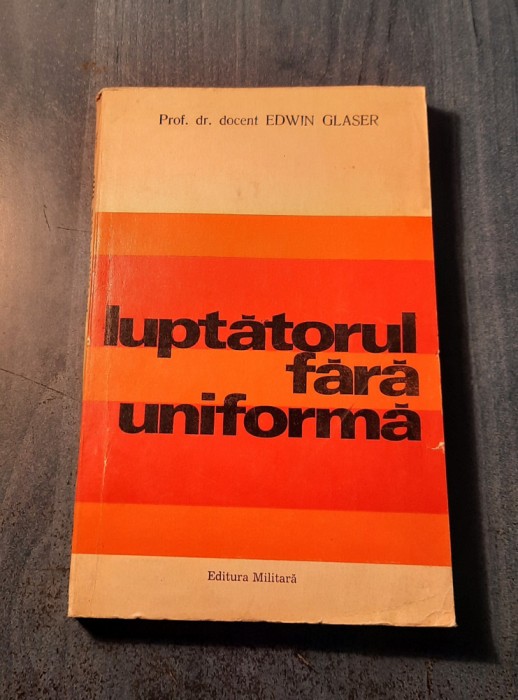 Prof. dr. docent EDWIN GLASER
luptătorul
fără
uniformă
Editura Militară